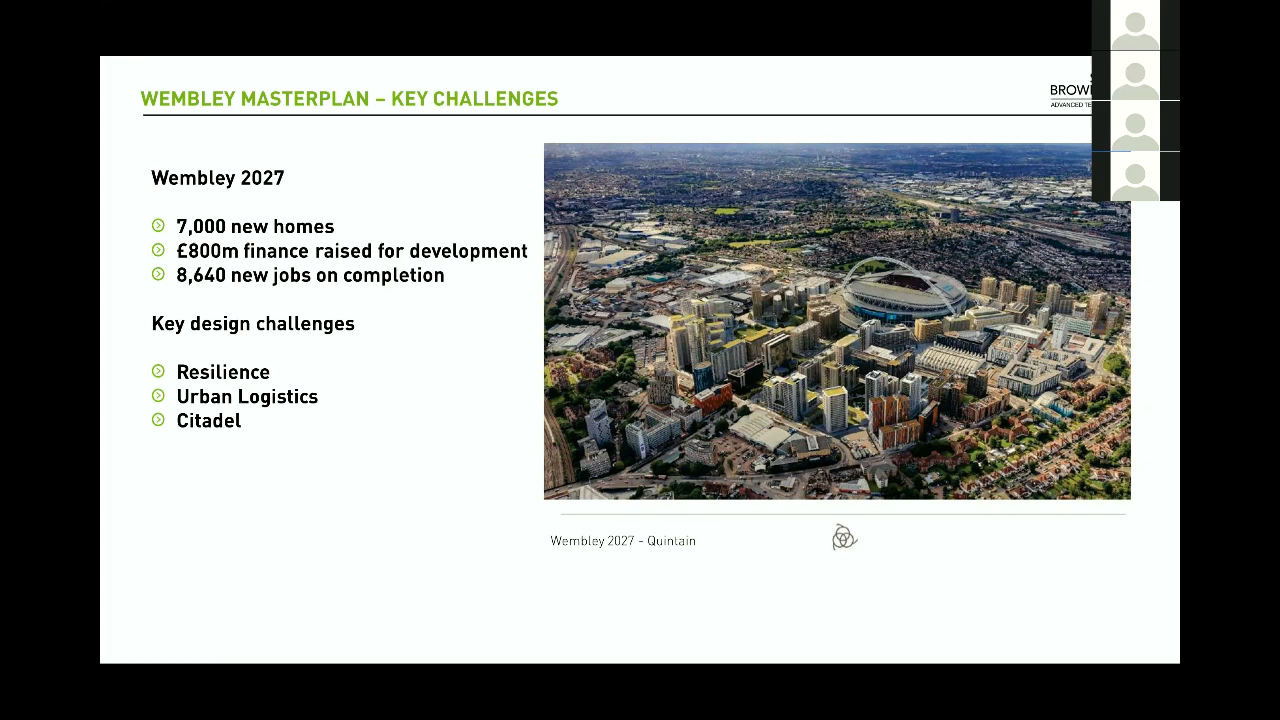 WEMBLEY MASTERPLAN – KEY CHALLENGES
Wembley 2027
7,000 new homes
£800m finance raised for development
8,640 new jobs on completion
Key design challenges
Resilience
Urban Logistics
Citadel
Wembley 2027 - Quintain